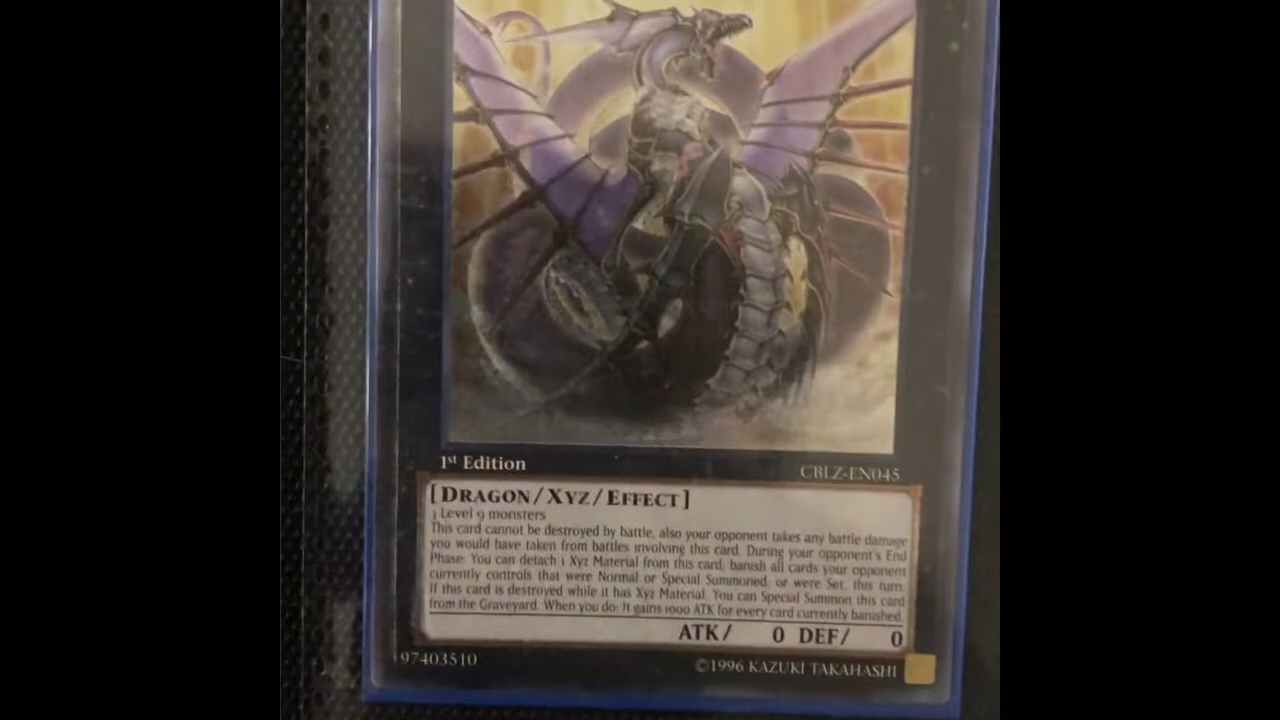 1st Edition
CBLZ-EN045
[DRAGON/XYZ/EFFECT]
3 Level 9 monsters
This card cannot be destroyed by battle, also your opponent takes any battle damage
you would have taken from battles involving this card. During your opponent's End
Phase: You can detach 1 Xyz Material from this card; banish all cards your opponent
currently controls that were Normal or Special Summoned, or were Set, this turn.
If this card is destroyed while it has Xyz Material: You can Special Summon this card
from the Graveyard. When you do: It gains 1000 ATK for every card currently banished.
ATK/ 0 DEF/ 0
97403510
©1996 KAZUKI TAKAHASHI